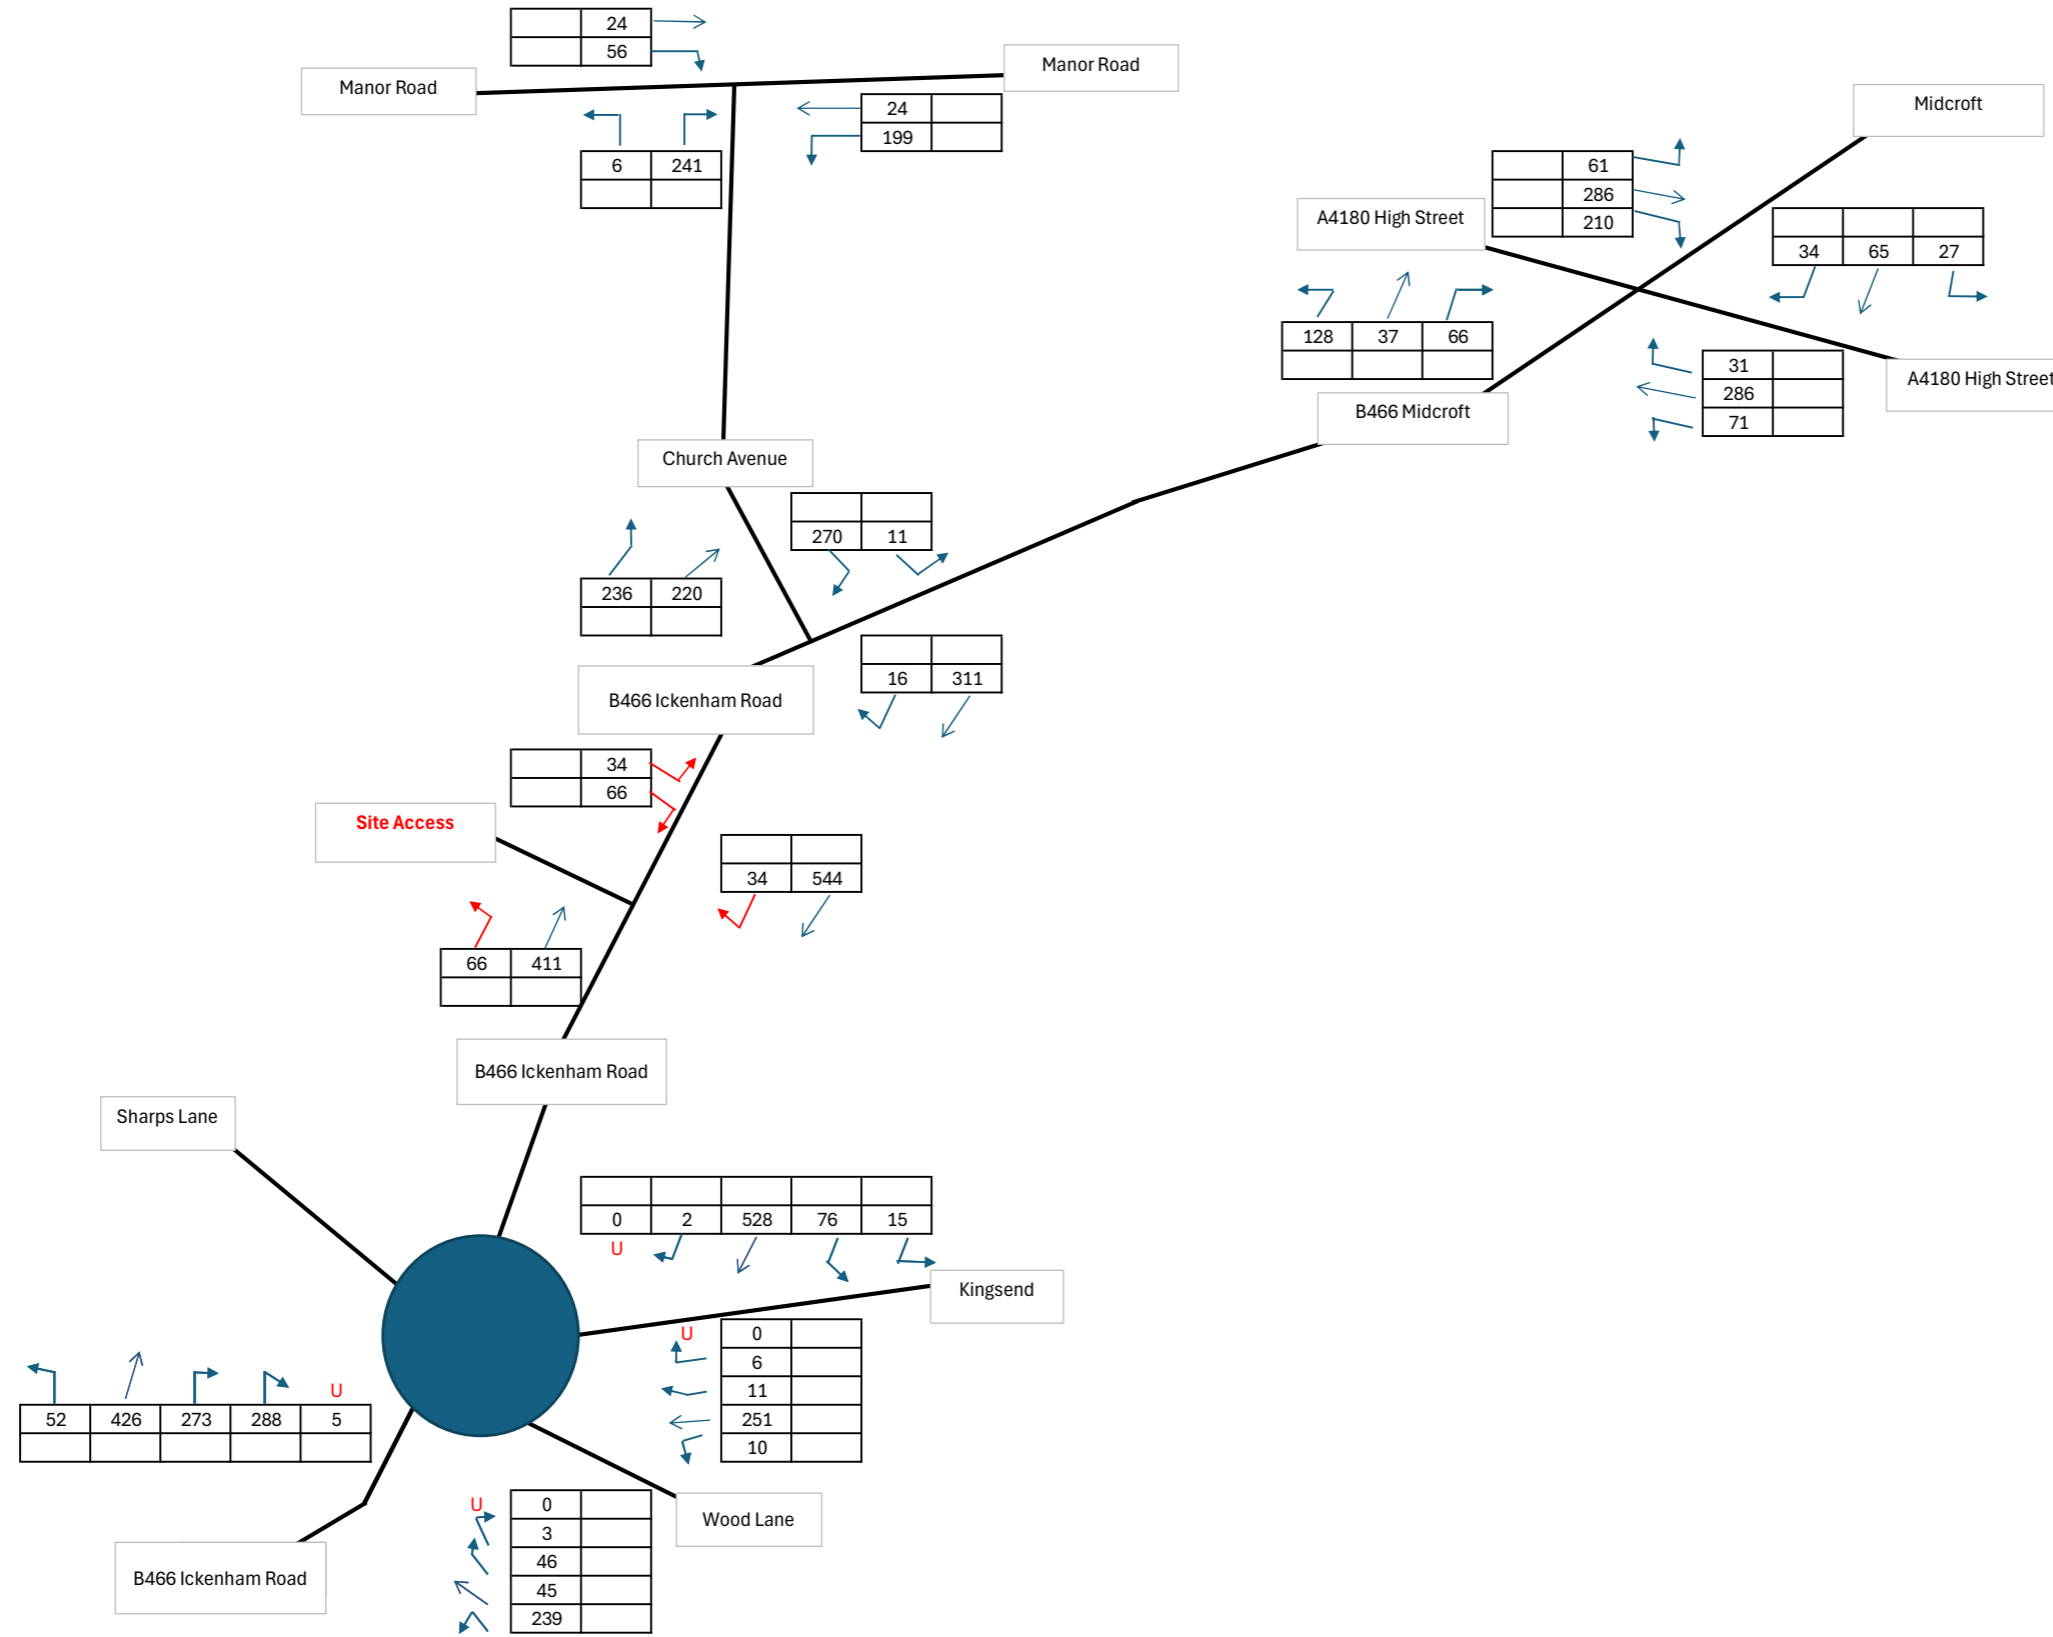 24
56
Manor Road
Manor Road
24
199
6 241
Midcroft
61
286
210
A4180 High Street
34 65 27
128 37 66
31
286
71
A4180 High Street
B466 Midcroft
Church Avenue
270 11
236 220
16 311
B466 Ickenham Road
34
66
Site Access
34 544
66 411
B466 Ickenham Road
Sharps Lane
0 2 528 76 15
U
Kingsend
U 0
6
11
251
10
U
52 426 273 288 5
U 0
3
46
45
239
Wood Lane
B466 Ickenham Road